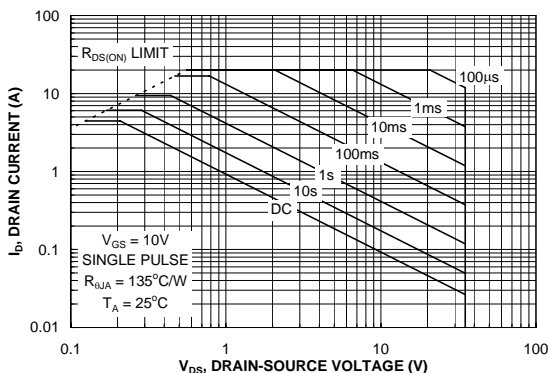 100
R_DS(ON) LIMIT
100μs
10
1ms
10ms
100ms
1
1s
10s
DC
V_GS = 10V
SINGLE PULSE
R_θJA = 135°C/W
T_A = 25°C
0.1
0.01
0.1
1
10
100
I_D, DRAIN CURRENT (A)
V_DS, DRAIN-SOURCE VOLTAGE (V)